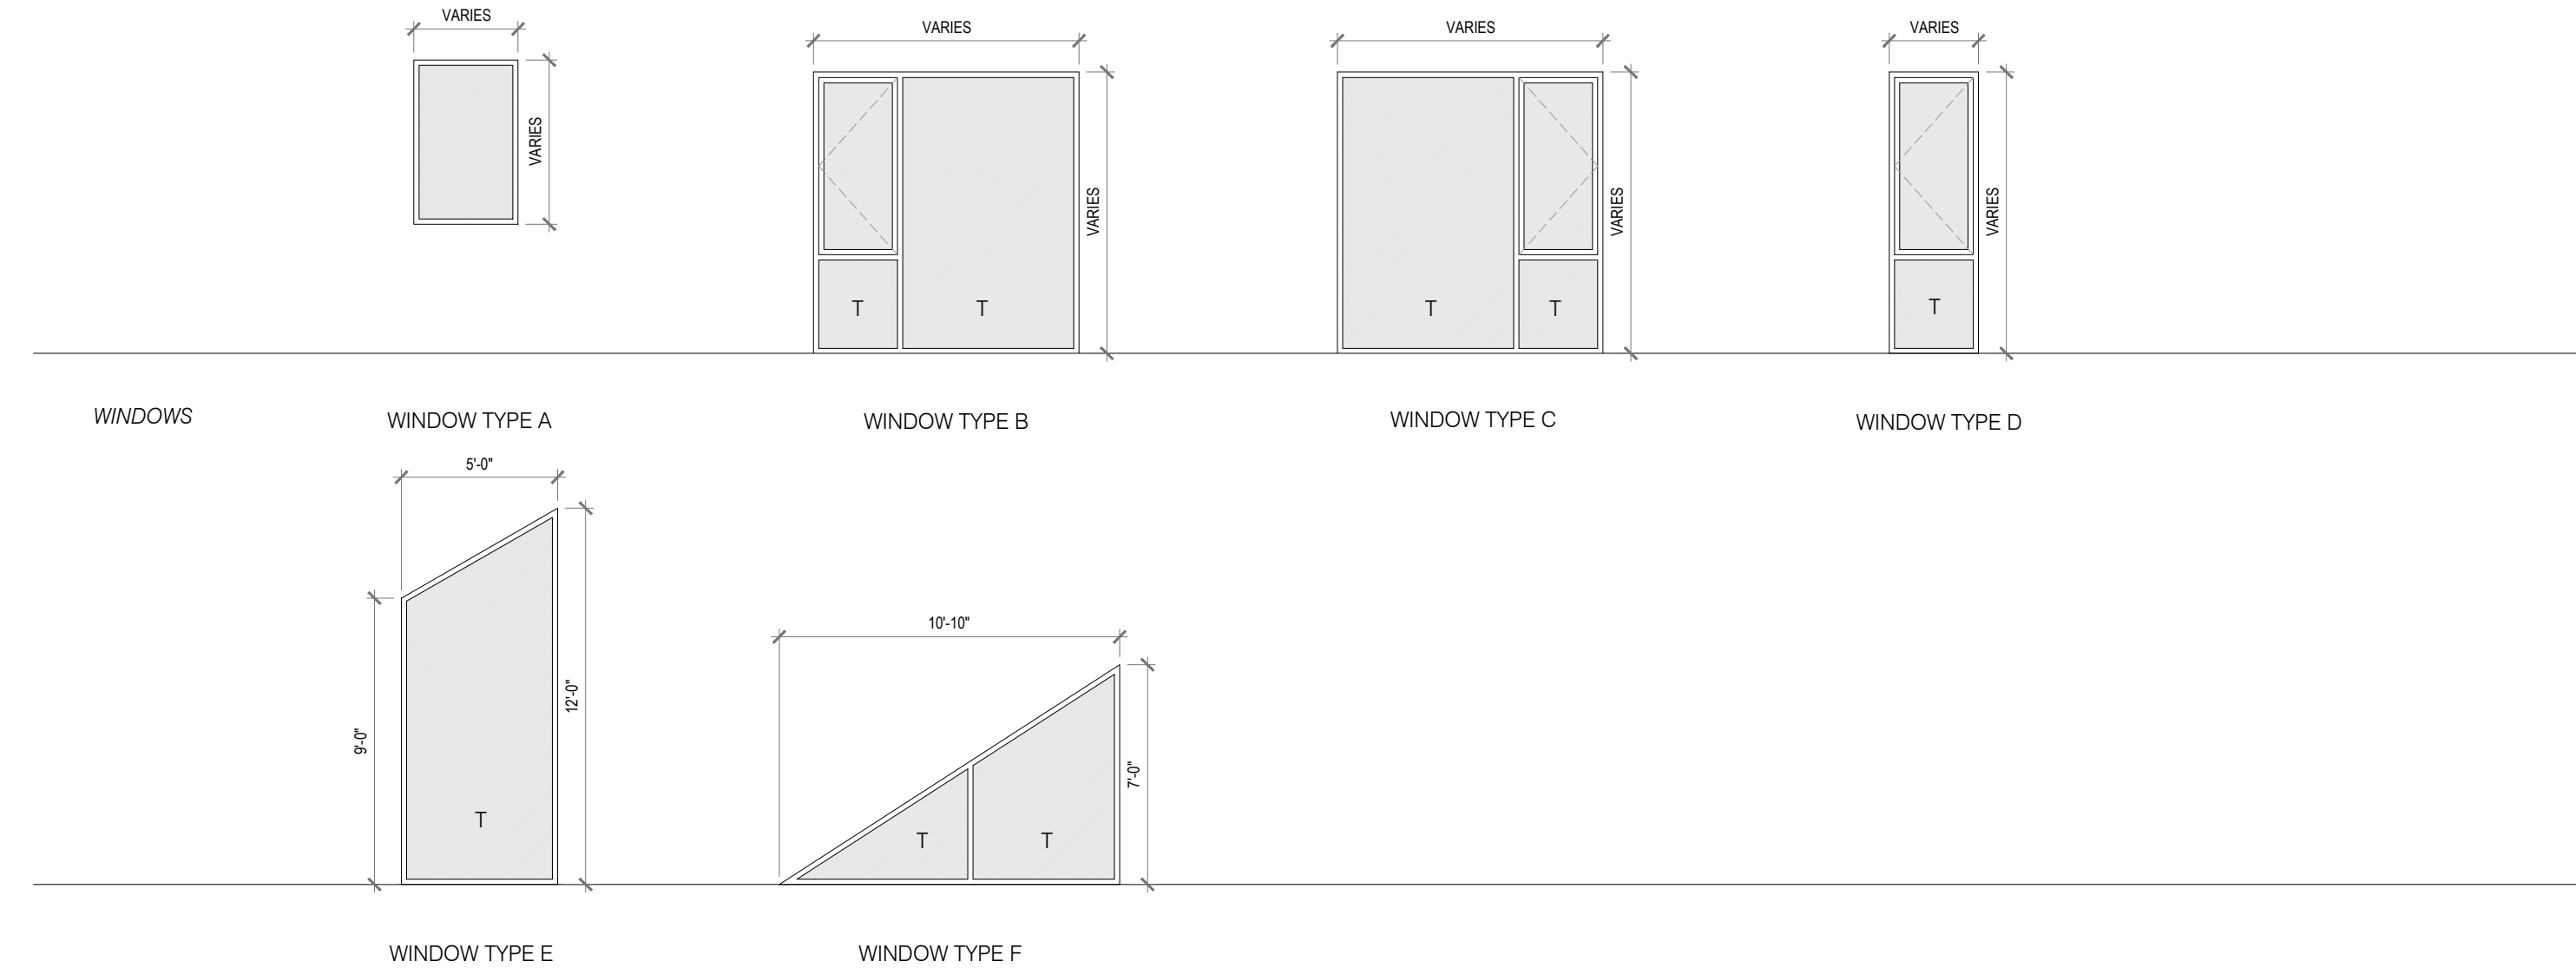 VARIES
VARIES
VARIES
VARIES
VARIES
VARIES
VARIES
VARIES
T
T
T
T
T
WINDOWS
WINDOW TYPE A
WINDOW TYPE B
WINDOW TYPE C
WINDOW TYPE D
5'-0"
9'-0"
12'-0"
T
10'-10"
7'-0"
T
T
WINDOW TYPE E
WINDOW TYPE F